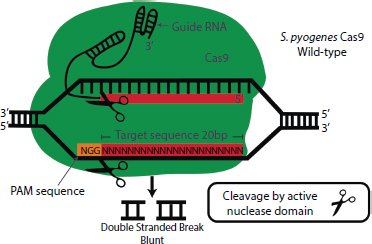 Guide RNA
3'
Cas9
S. pyogenes Cas9
Wild-type
5'
3'
5'
5'
3'
Target sequence 20bp
NGG NNNNNNNNNNNNNNNNNNNN
PAM sequence
Cleavage by active
nuclease domain
Double Stranded Break
Blunt